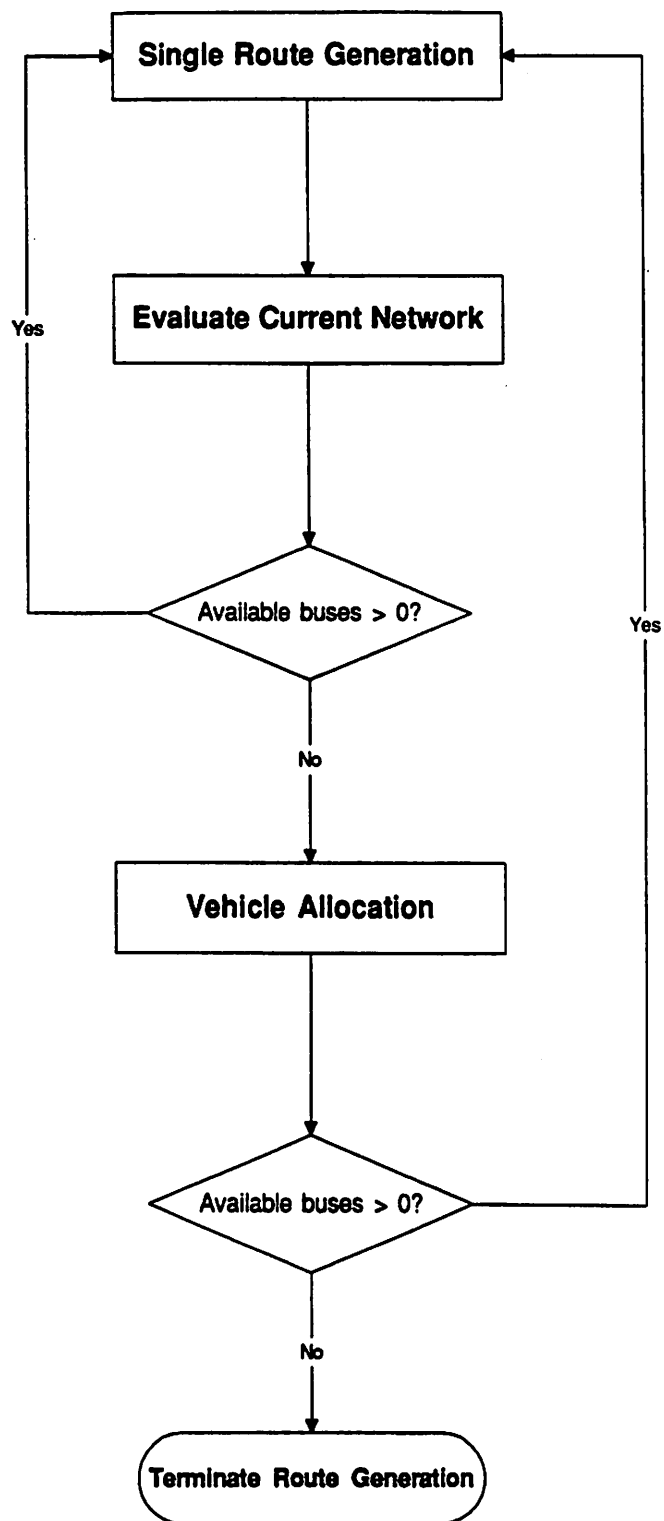 Single Route Generation
Evaluate Current Network
Yes
Available buses > 0?
Yes
No
Vehicle Allocation
Available buses > 0?
No
Terminate Route Generation